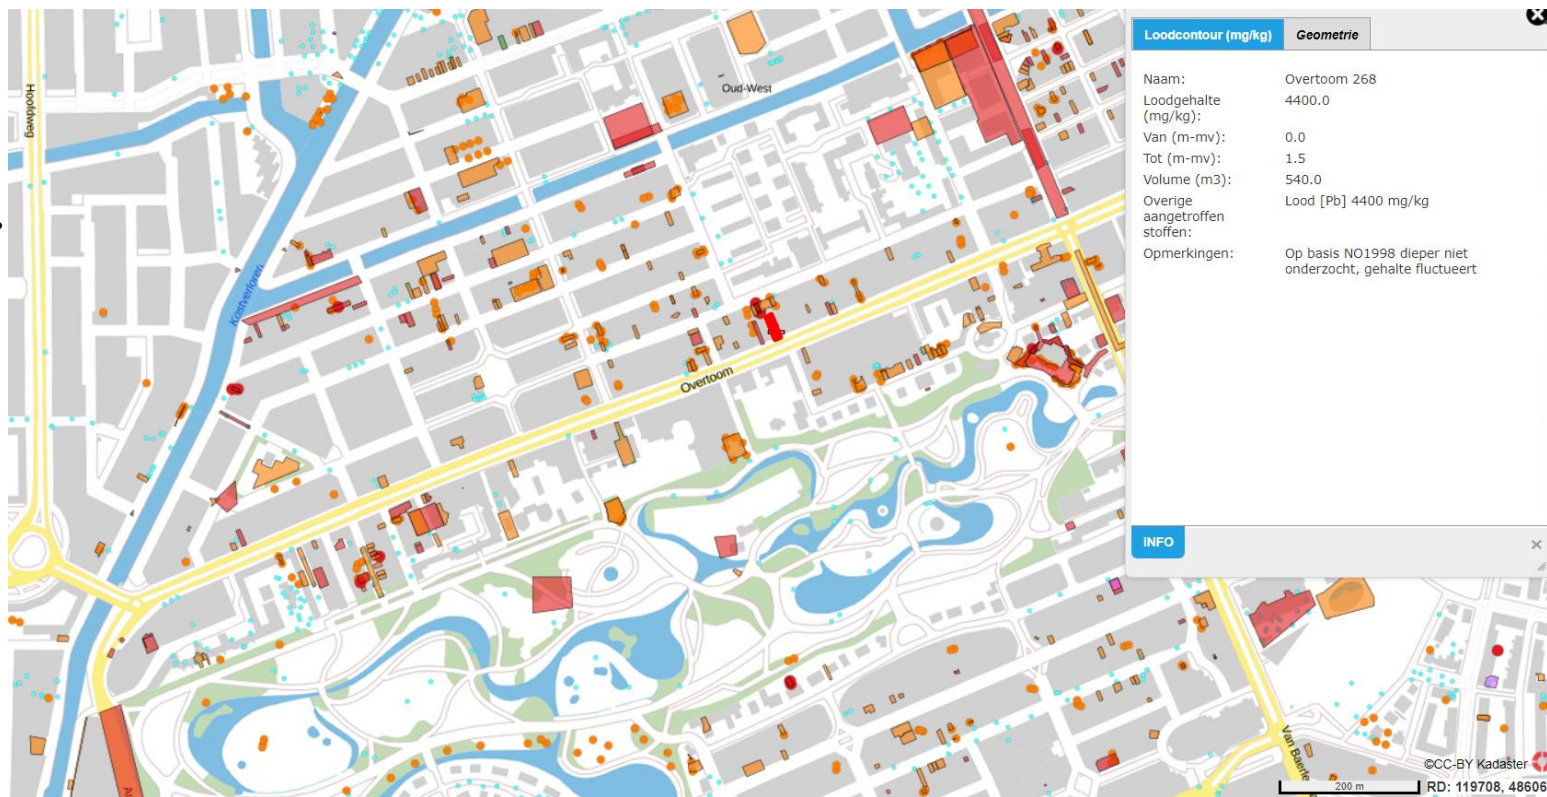 Loodcontour (mg/kg)
Geometrie
Naam: Overtoom 268
Loodgehalte (mg/kg): 4400.0
Van (m-mv): 0.0
Tot (m-mv): 1.5
Volume (m3): 540.0
Overige aangetroffen stoffen: Lood [Pb] 4400 mg/kg
Opmerkingen: Op basis NO1998 dieper niet
onderzocht, gehalte fluctueert
INFO
Oud-West
Hoofdweg
Kostverloren
Overtoom
Van Baerle
©CC-BY Kadaster
200 m
RD: 119708, 48606